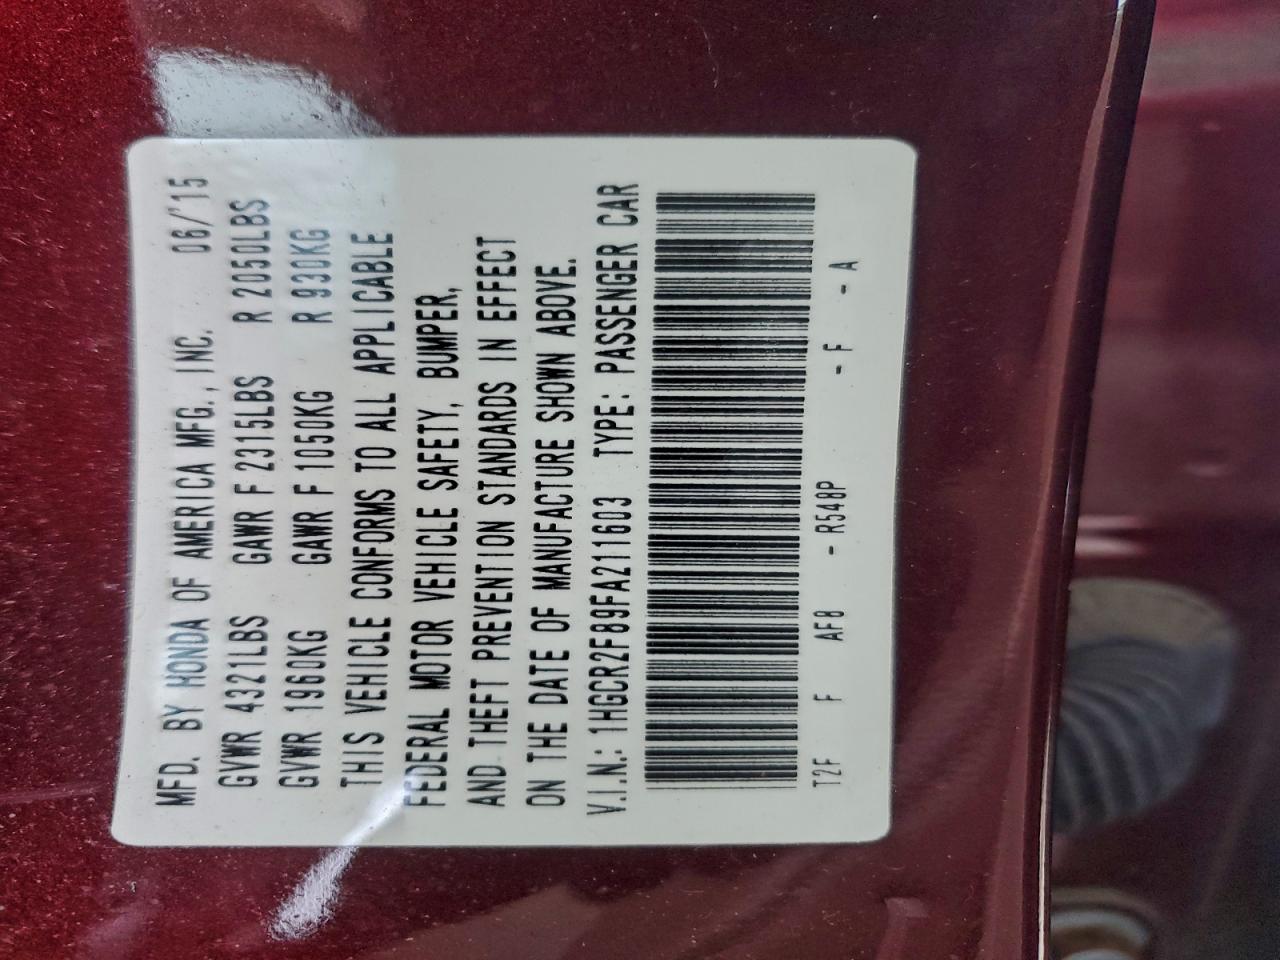 MFD. BY HONDA OF AMERICA MFG., INC. 06/'15
GVWR 4321LBS GAWR F 2315LBS R 2050LBS
GVWR 1960KG GAWR F 1050KG R 930KG
THIS VEHICLE CONFORMS TO ALL APPLICABLE
FEDERAL MOTOR VEHICLE SAFETY, BUMPER,
AND THEFT PREVENTION STANDARDS IN EFFECT
ON THE DATE OF MANUFACTURE SHOWN ABOVE.
V.I.N.: 1HGCR2F89FA211603 TYPE: PASSENGER CAR
T2F F AF8 - R548P - F - A